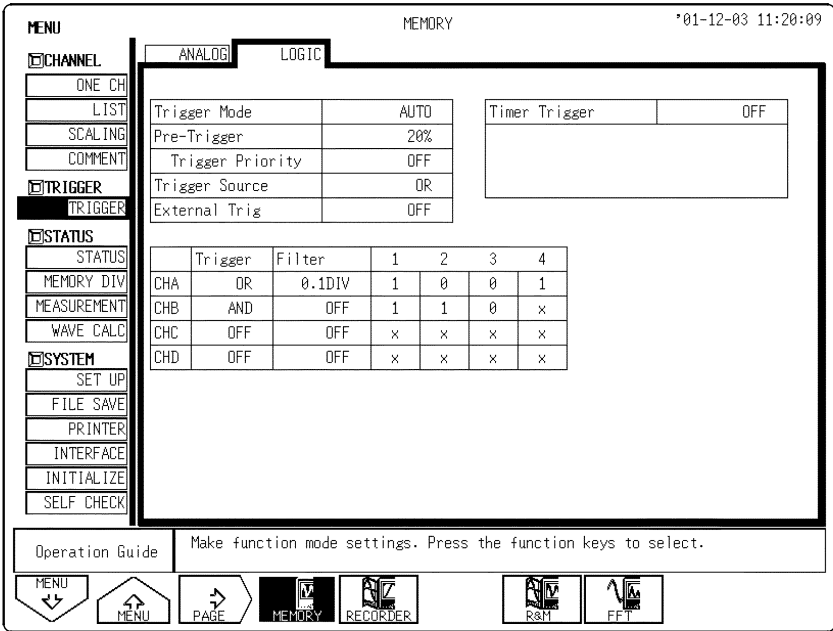 MENU
MEMORY
'01-12-03 11:20:09
CHANNEL
ONE CH
LIST
SCALING
COMMENT
TRIGGER
TRIGGER
STATUS
STATUS
MEMORY DIV
MEASUREMENT
WAVE CALC
SYSTEM
SET UP
FILE SAVE
PRINTER
INTERFACE
INITIALIZE
SELF CHECK
ANALOG LOGIC
Trigger Mode AUTO
Pre-Trigger 20%
Trigger Priority OFF
Trigger Source OR
External Trig OFF
Timer Trigger OFF
Trigger Filter 1 2 3 4
CHA OR 0.1DIV 1 0 0 1
CHB AND OFF 1 1 0 x
CHC OFF OFF x x x x
CHD OFF OFF x x x x
Operation Guide
Make function mode settings. Press the function keys to select.
MENU
MENU
PAGE
MEMORY
RECORDER
R&M
FFT